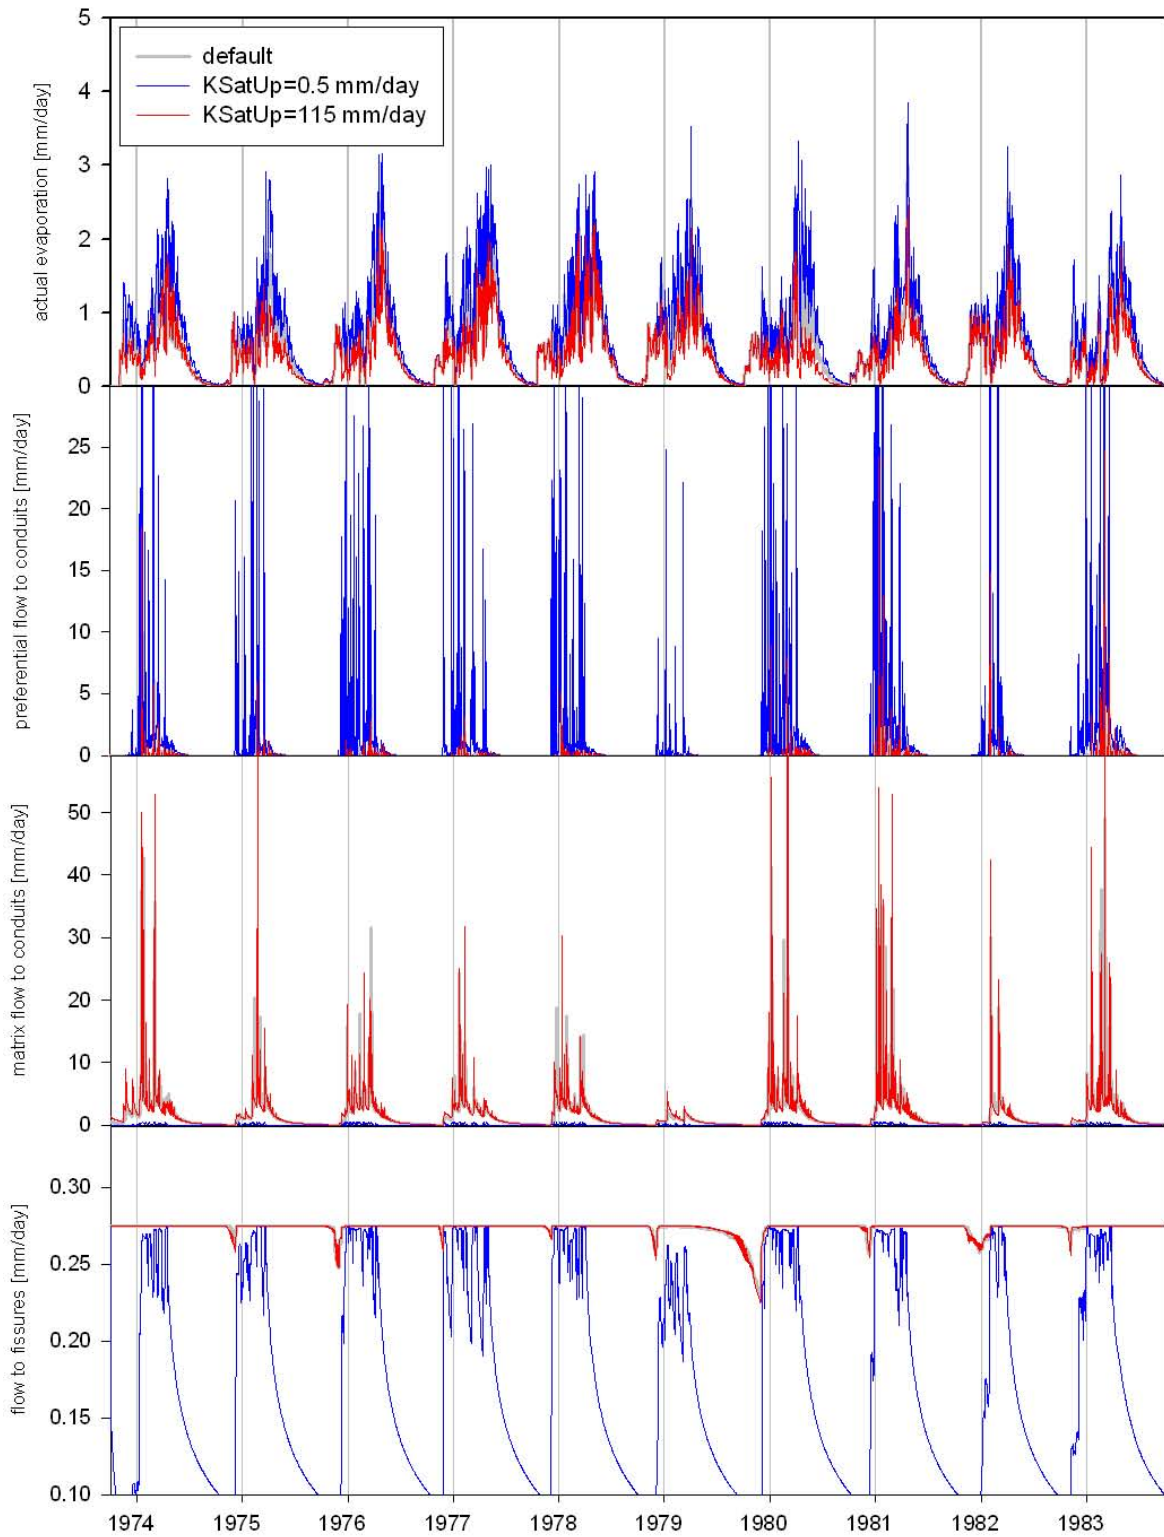 default
KSatUp=0.5 mm/day
KSatUp=115 mm/day
actual evaporation [mm/day]
5
4
3
2
1
0
preferential flow to conduits [mm/day]
25
20
15
10
5
0
matrix flow to conduits [mm/day]
50
40
30
20
10
0
flow to fissures [mm/day]
0.30
0.25
0.20
0.15
0.10
1974 1975 1976 1977 1978 1979 1980 1981 1982 1983